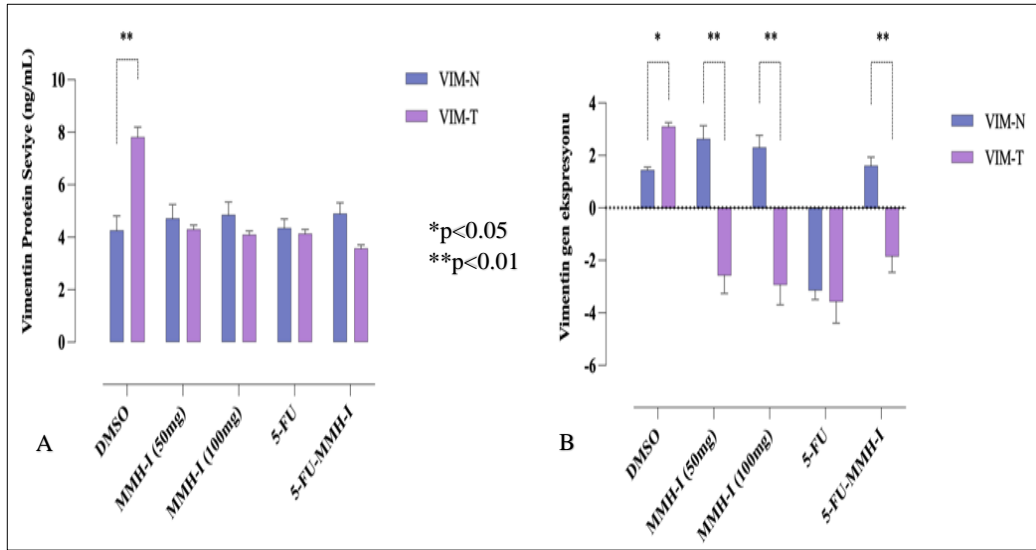 **
10
8
6
4
2
0
Vimentin Protein Seviye (ng/mL)
VIM-N
VIM-T
DMSO
MMH-I (50mg)
MMH-I (100mg)
5-FU
5-FU-MMH-I
A
*p<0.05
**p<0.01
*
**
**
**
4
2
0
-2
-4
-6
Vimentin gen ekspresyonu
VIM-N
VIM-T
DMSO
MMH-I (50mg)
MMH-I (100mg)
5-FU
5-FU-MMH-I
B